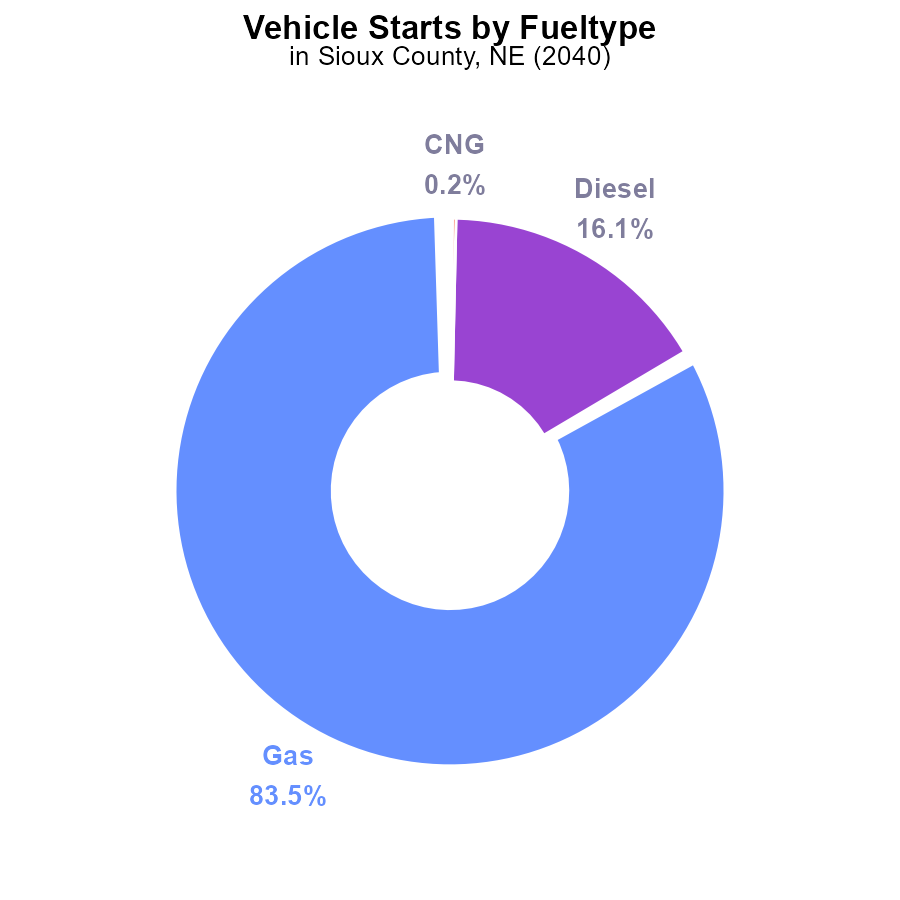 Vehicle Starts by Fueltype
in Sioux County, NE (2040)
CNG
0.2%
Diesel
16.1%
Gas
83.5%